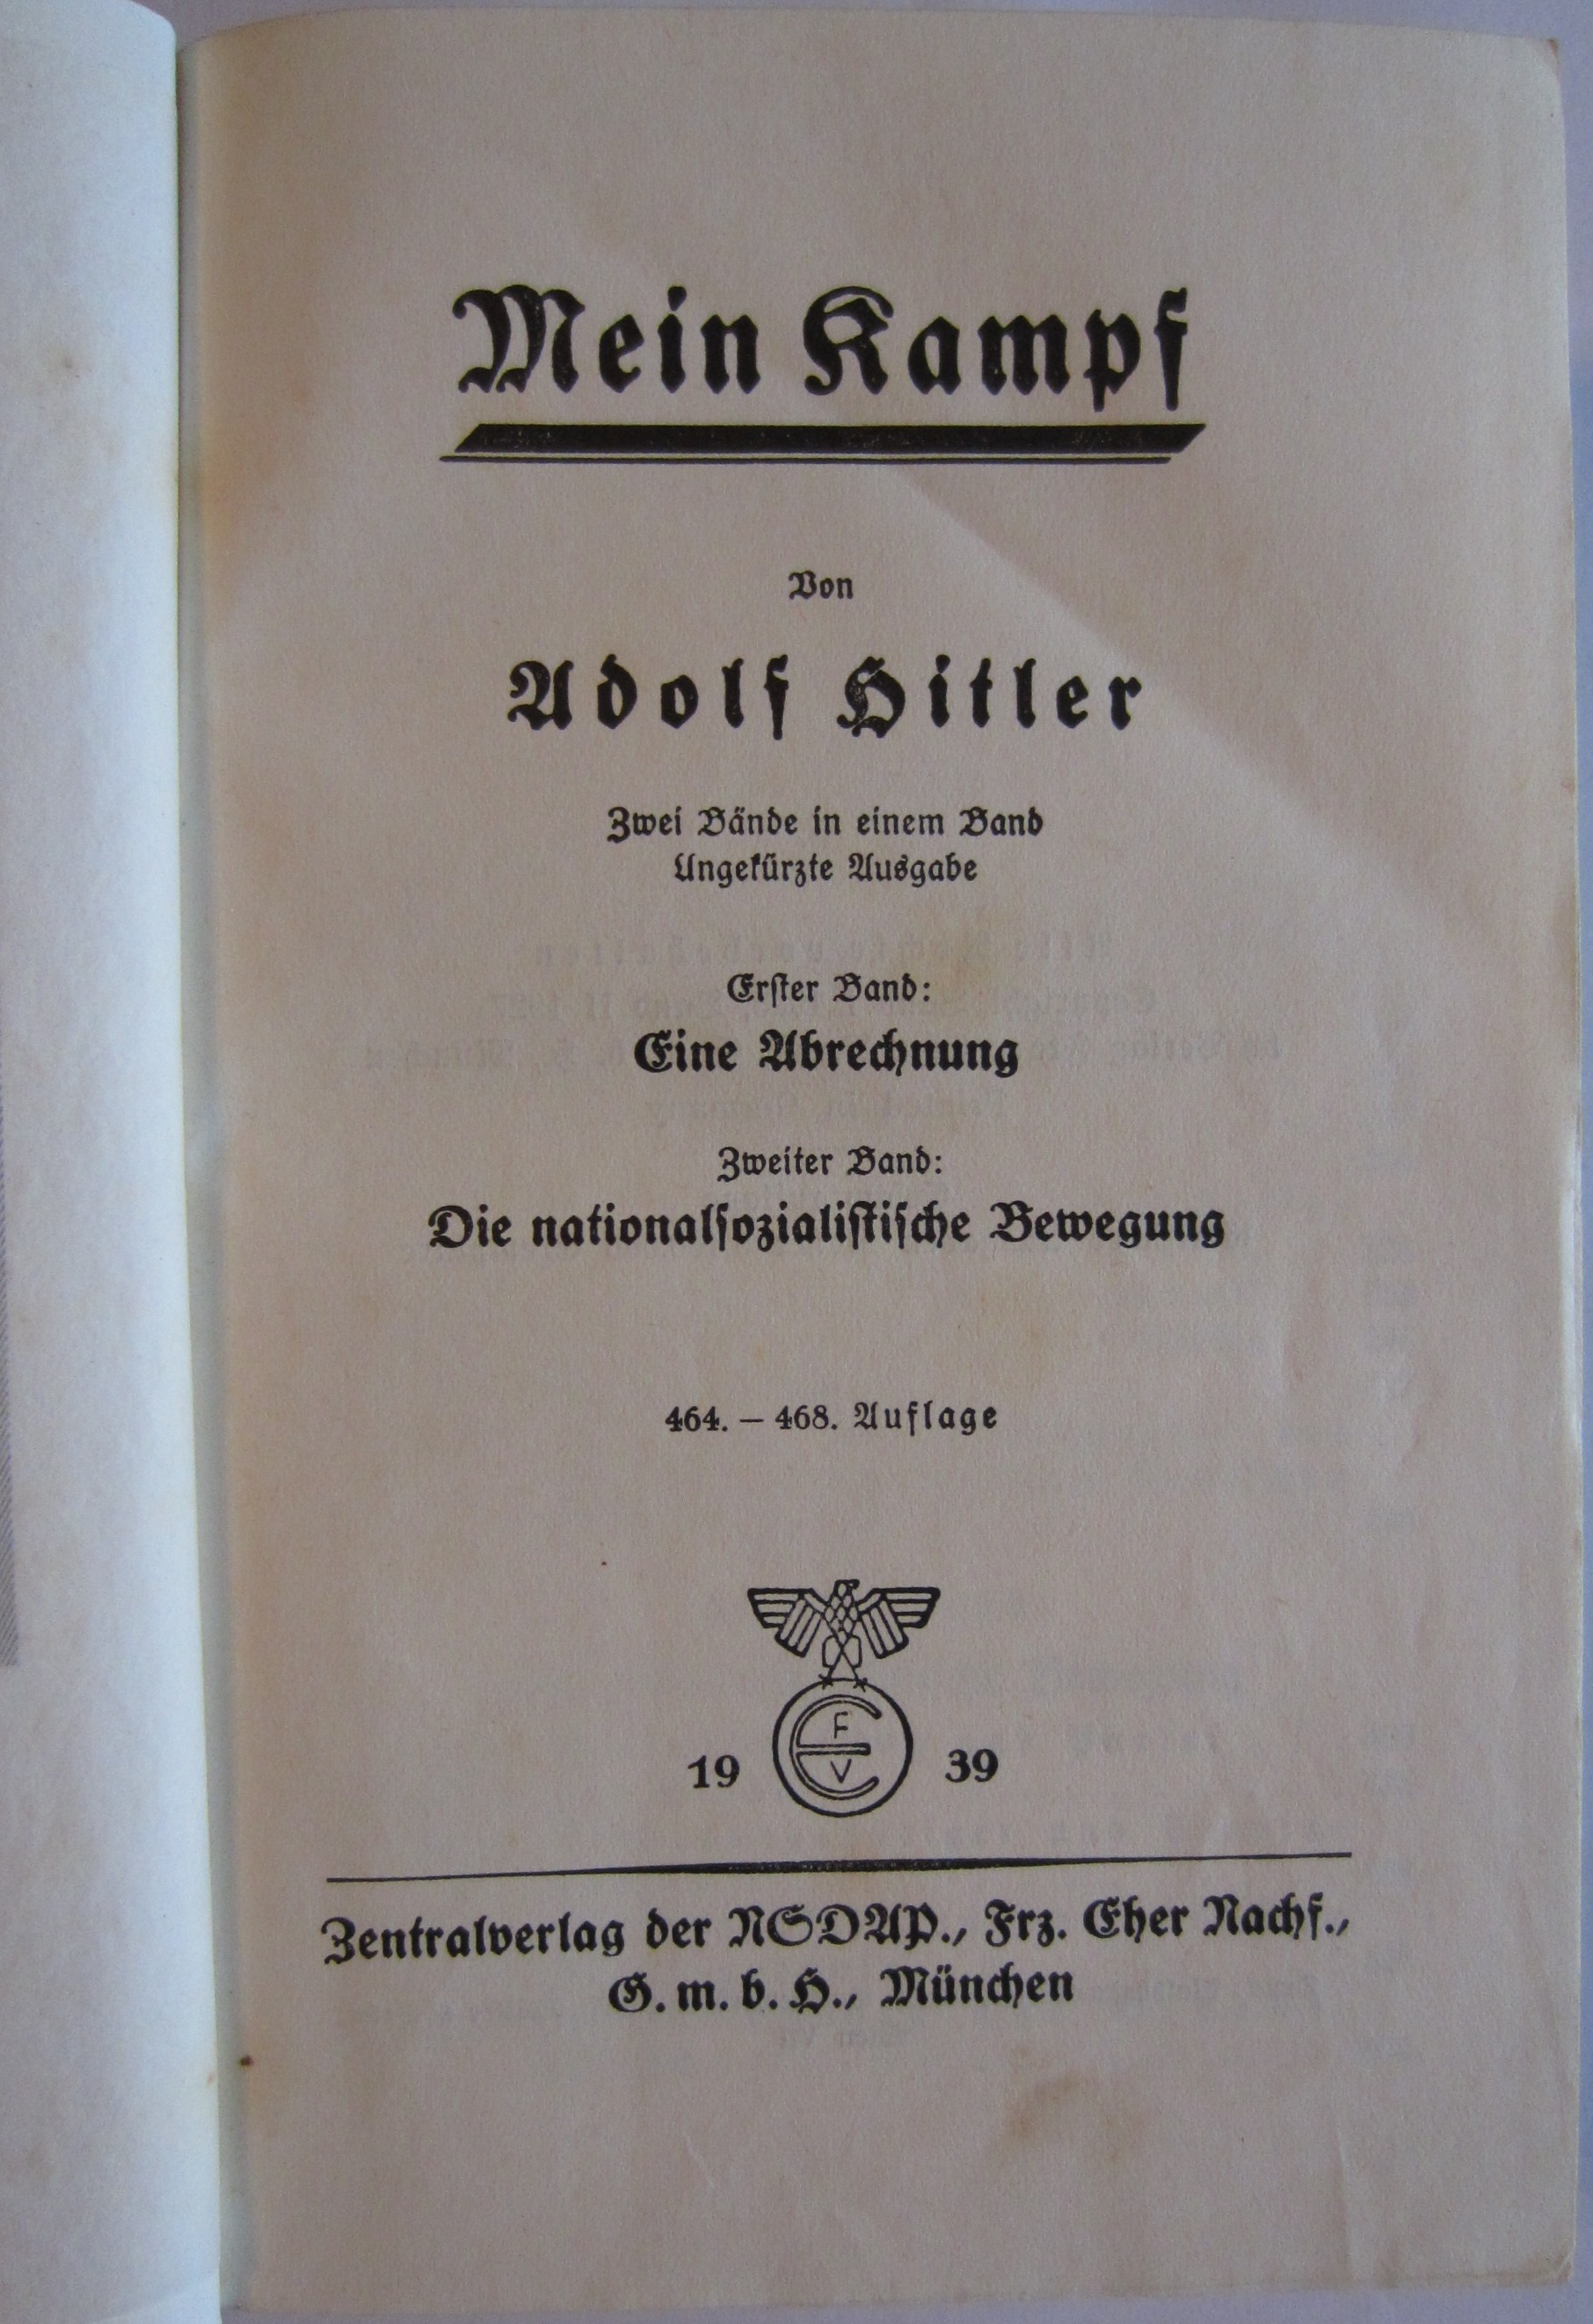 Mein Kampf
Von
Adolf Hitler
Zwei Bände in einem Band
Ungekürzte Ausgabe
Erſter Band:
Eine Abrechnung
Zweiter Band:
Die nationalſozialiſtiſche Bewegung
464. – 468. Auflage
F
E
V
19 39
Zentralverlag der NSDAP., Frz. Eher Nachf.,
G. m. b. H., München